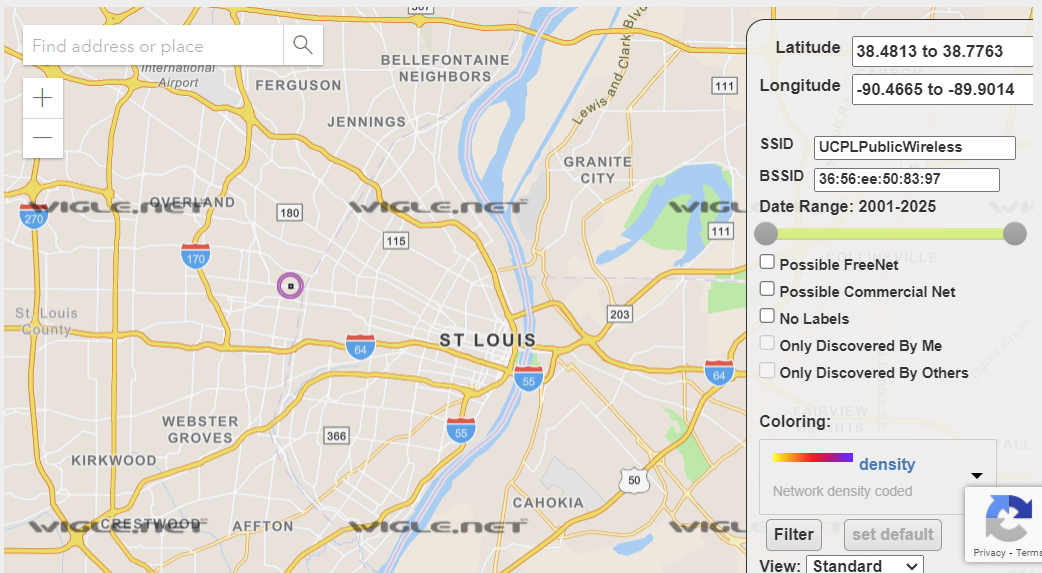 Find address or place
367
International
Airport
FERGUSON
BELLEFONTAINE
NEIGHBORS
Lewis and Clark Blvd
111
JENNINGS
GRANITE
CITY
OVERLAND
WIGLE.NET
WIGLE.NET
WIGL
270
180
115
111
170
St. Louis
County
203
ST LOUIS
64
55
64
WEBSTER
GROVES
366
55
KIRKWOOD
50
CAHOKIA
WIGLE.NET
CRESTWOOD
AFFTON
WIGLE.NET
WIGL
Latitude 38.4813 to 38.7763
Longitude -90.4665 to -89.9014
SSID UCPLPublicWireless
BSSID 36:56:ee:50:83:97
Date Range: 2001-2025
COLLINSVILLE
Possible FreeNet
Possible Commercial Net
No Labels
Only Discovered By Me
Only Discovered By Others
FAIRVIEW
HEIGHTS
Coloring:
density
Network density coded
Filter set default
View: Standard
Privacy - Terms